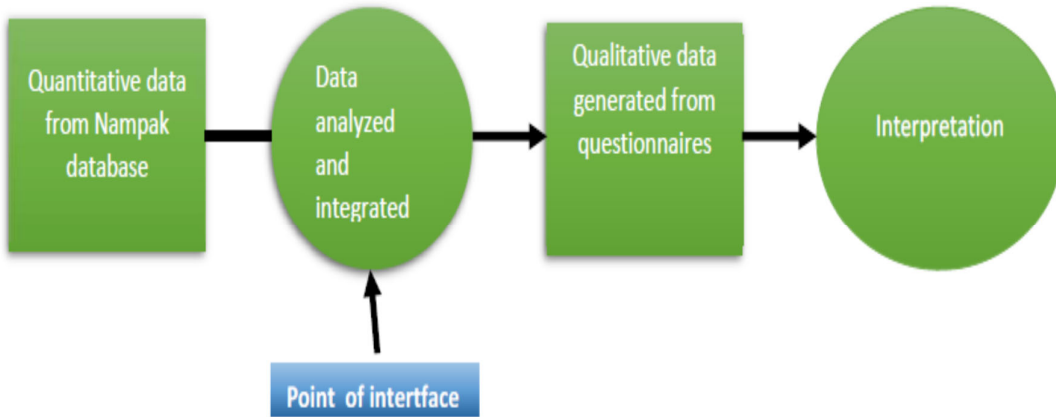 Quantitative data
from Nampak
database
Data
analyzed
and
integrated
Qualitative data
generated from
questionnaires
Interpretation
Point of intertface